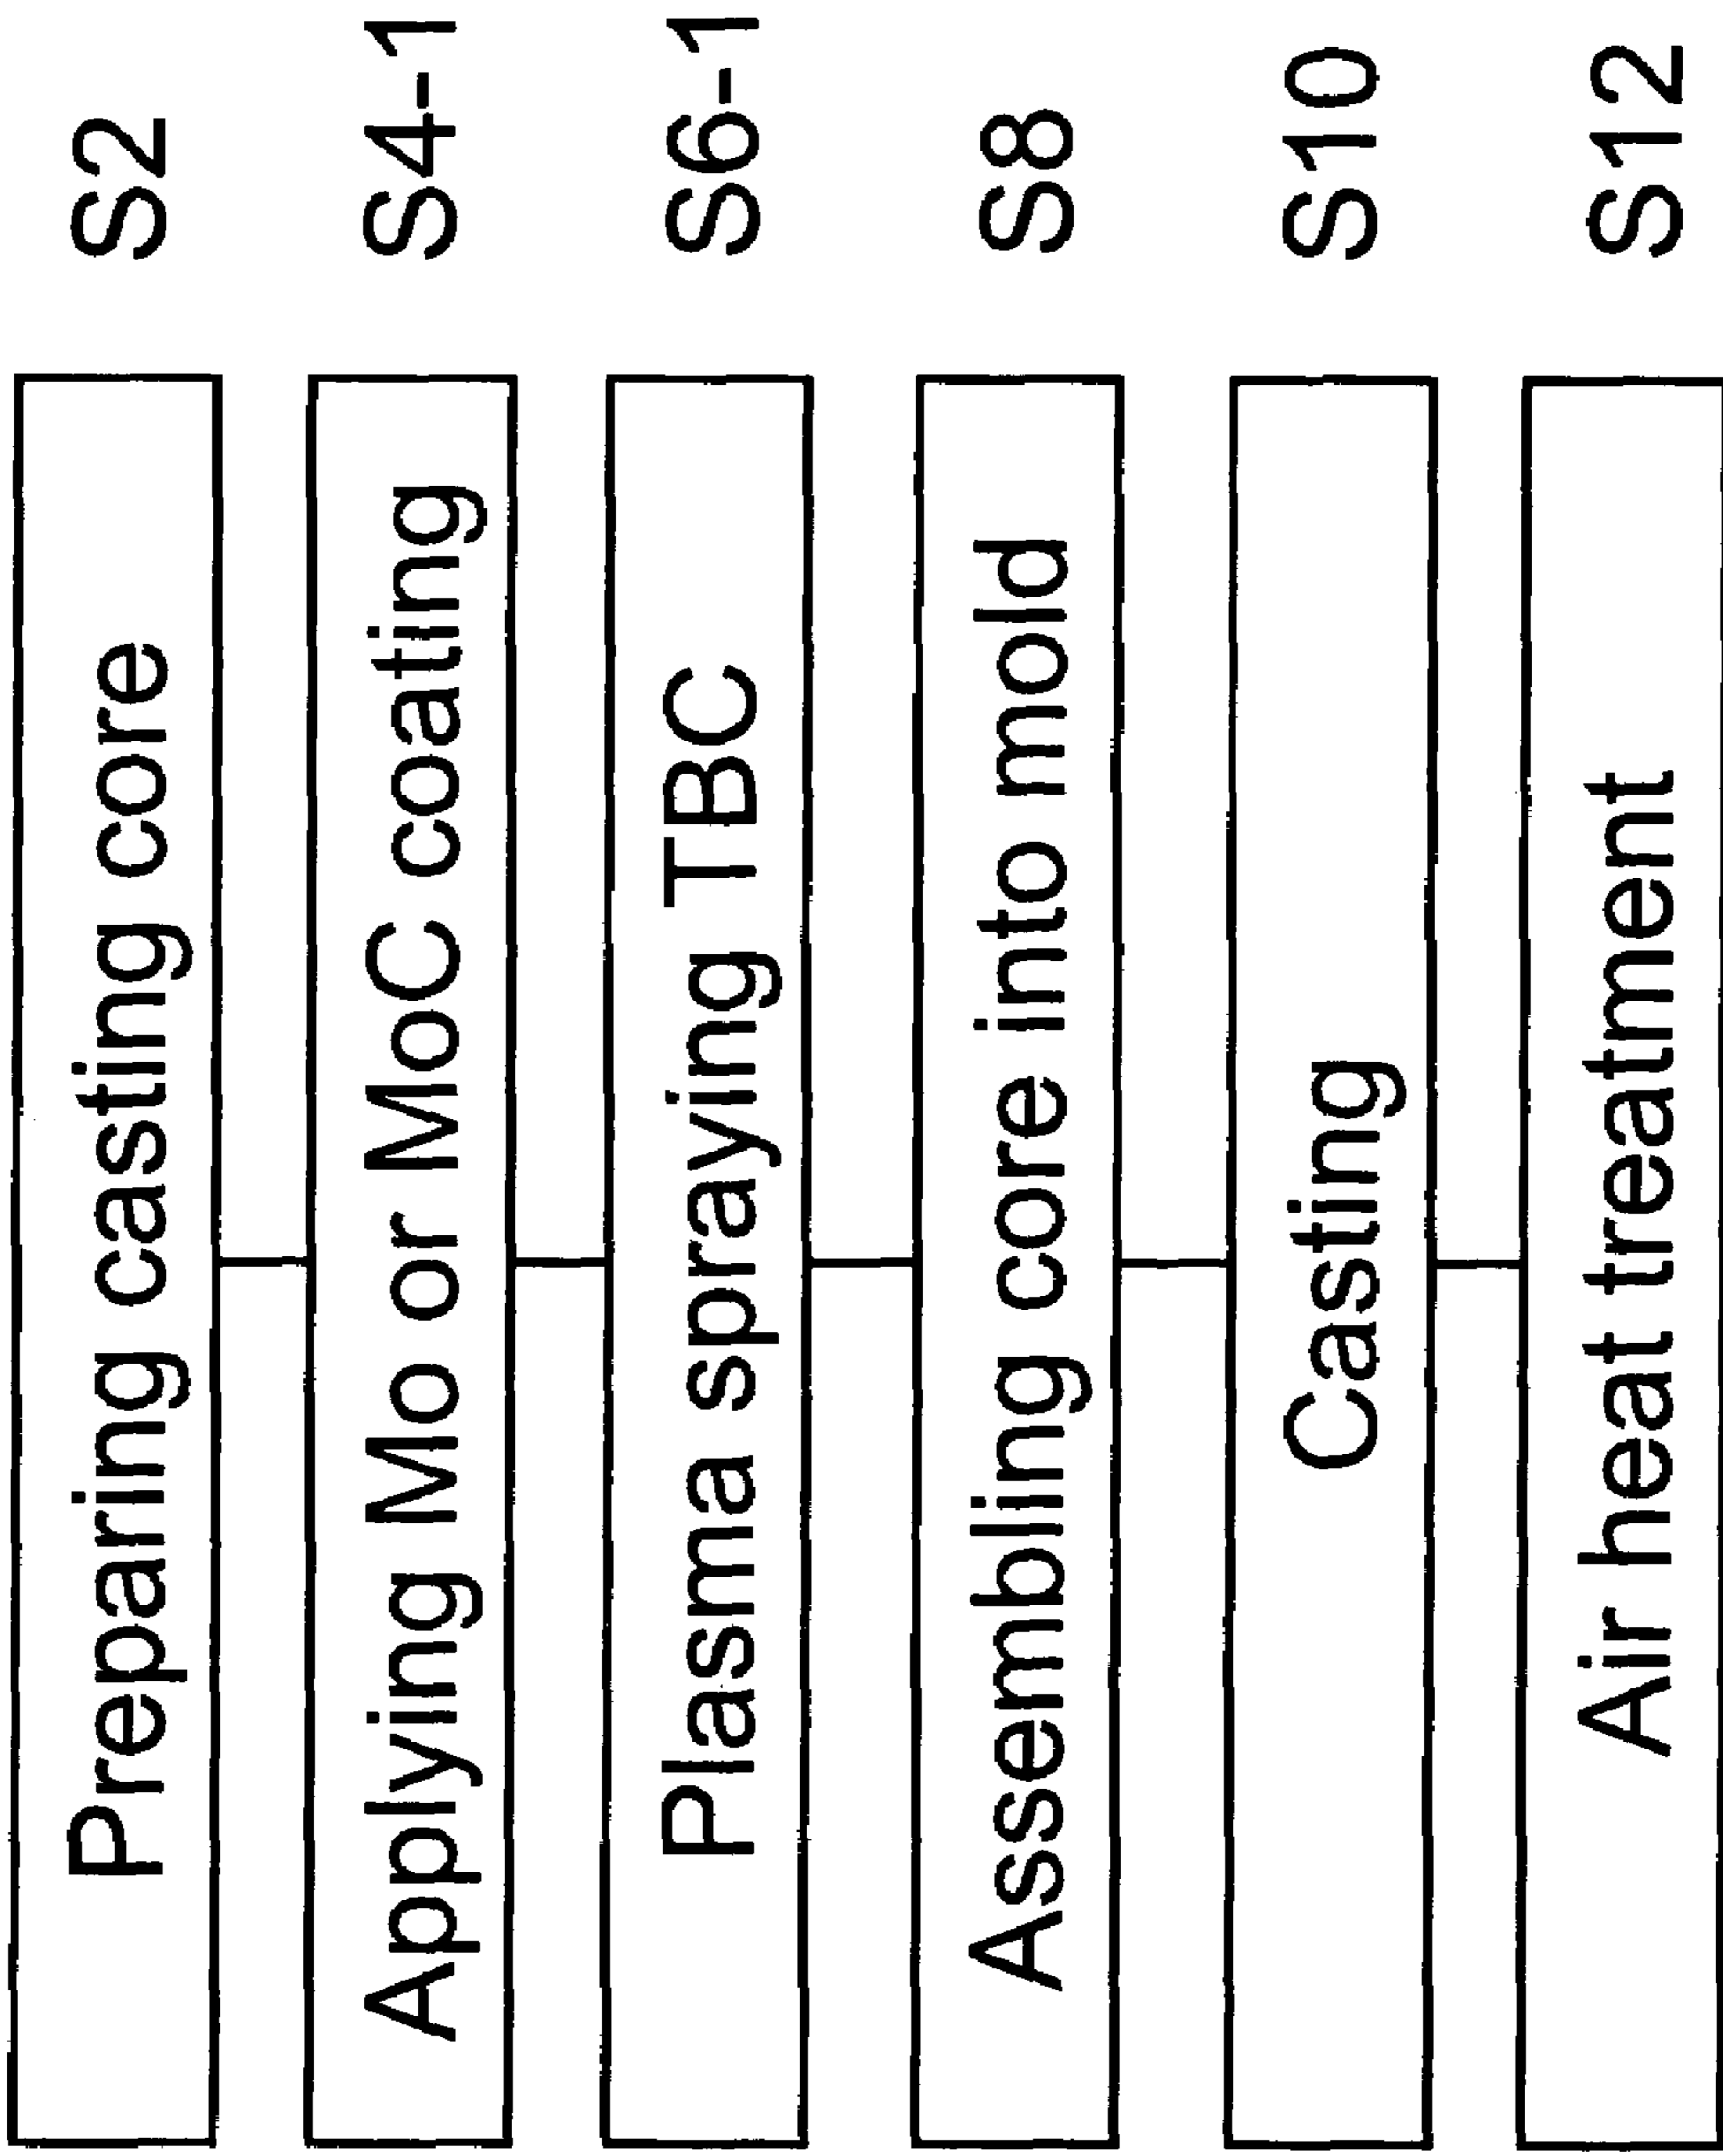 Preparing casting core S2
Applying Mo or MoC coating S4-1
Plasma spraying TBC S6-1
Assembling core into mold S8
Casting S10
Air heat treatment S12